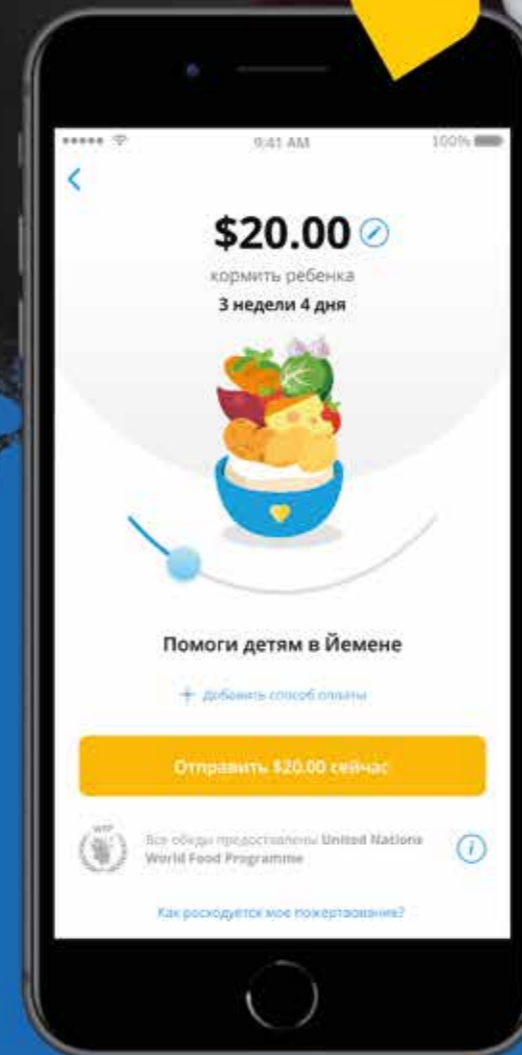 9:41 AM
100%
$20.00
кормить ребенка
3 недели 4 дня
Помоги детям в Йемене
+ добавить способ оплаты
Отправить $20.00 сейчас
WFP
Все обеды предоставлены United Nations
World Food Programme
i
Как расходуется мое пожертвование?